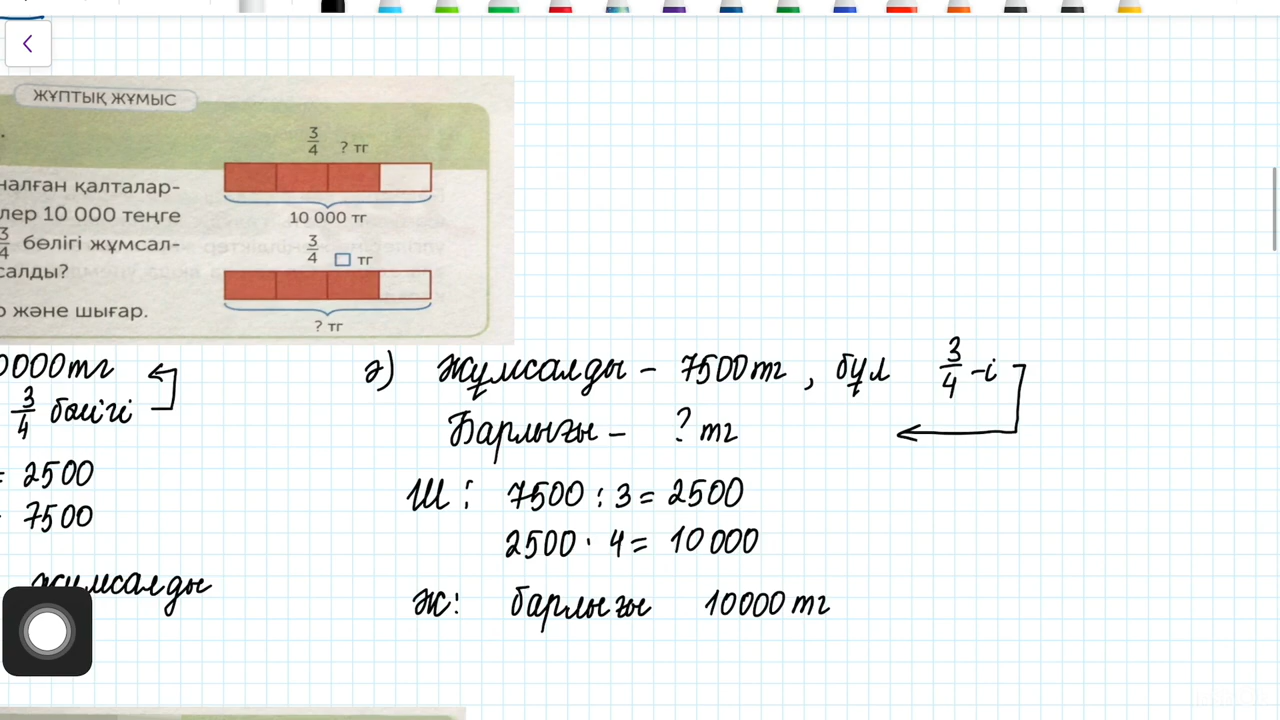 ЖҰПТЫҚ ЖҰМЫС
3/4 ? тг
налған қалталар-
лер 10 000 теңге
10 000 тг
3/4 бөлігі жұмсал-
3/4 тг
салды?
? тг
р және шығар.
0000тг
3/4 бөлігі
= 2500
= 7500
жұмсалды
ә) Жұмсалды - 7500тг, бұл 3/4-і
Барлығы - ? тг
Ш: 7500 : 3 = 2500
2500 · 4 = 10 000
Ж: барлығы 10000тг